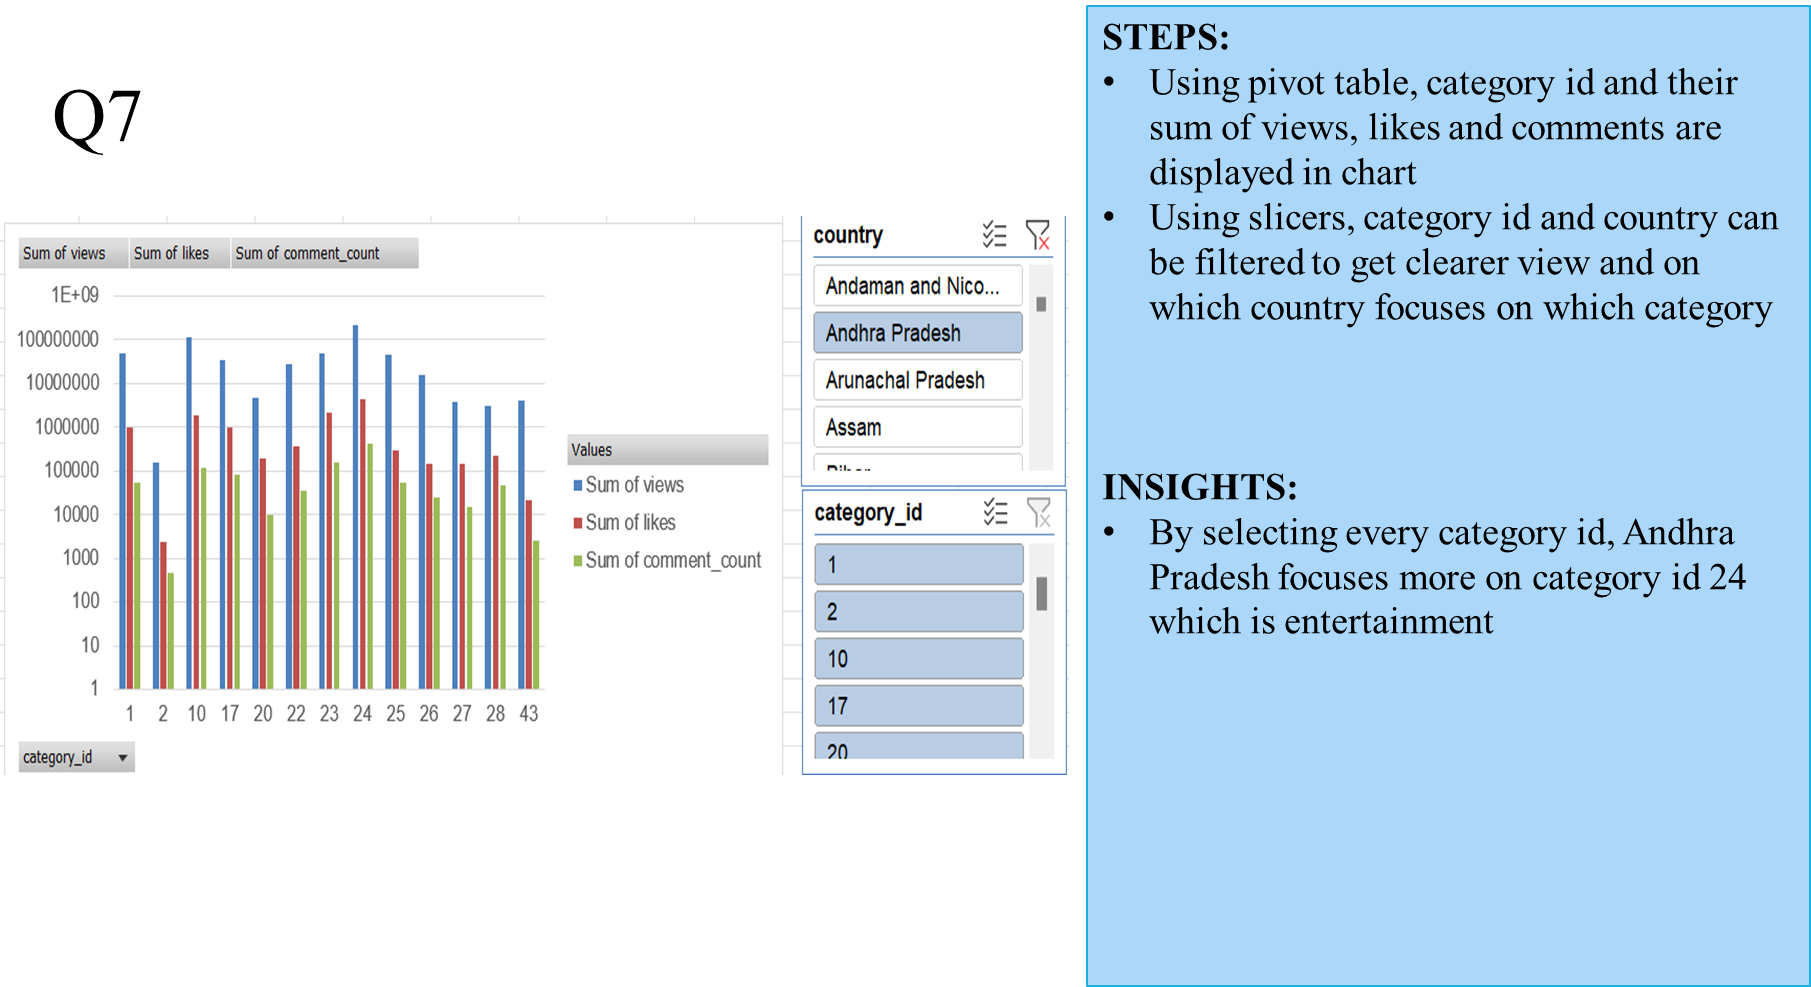 Q7
Sum of views Sum of likes Sum of comment_count
1E+09
100000000
10000000
1000000
100000
10000
1000
100
10
1
1 2 10 17 20 22 23 24 25 26 27 28 43
category_id
Values
Sum of views
Sum of likes
Sum of comment_count
country
Andaman and Nico...
Andhra Pradesh
Arunachal Pradesh
Assam
Bihar
category_id
1
2
10
17
20
STEPS:
• Using pivot table, category id and their
sum of views, likes and comments are
displayed in chart
• Using slicers, category id and country can
be filtered to get clearer view and on
which country focuses on which category
INSIGHTS:
• By selecting every category id, Andhra
Pradesh focuses more on category id 24
which is entertainment